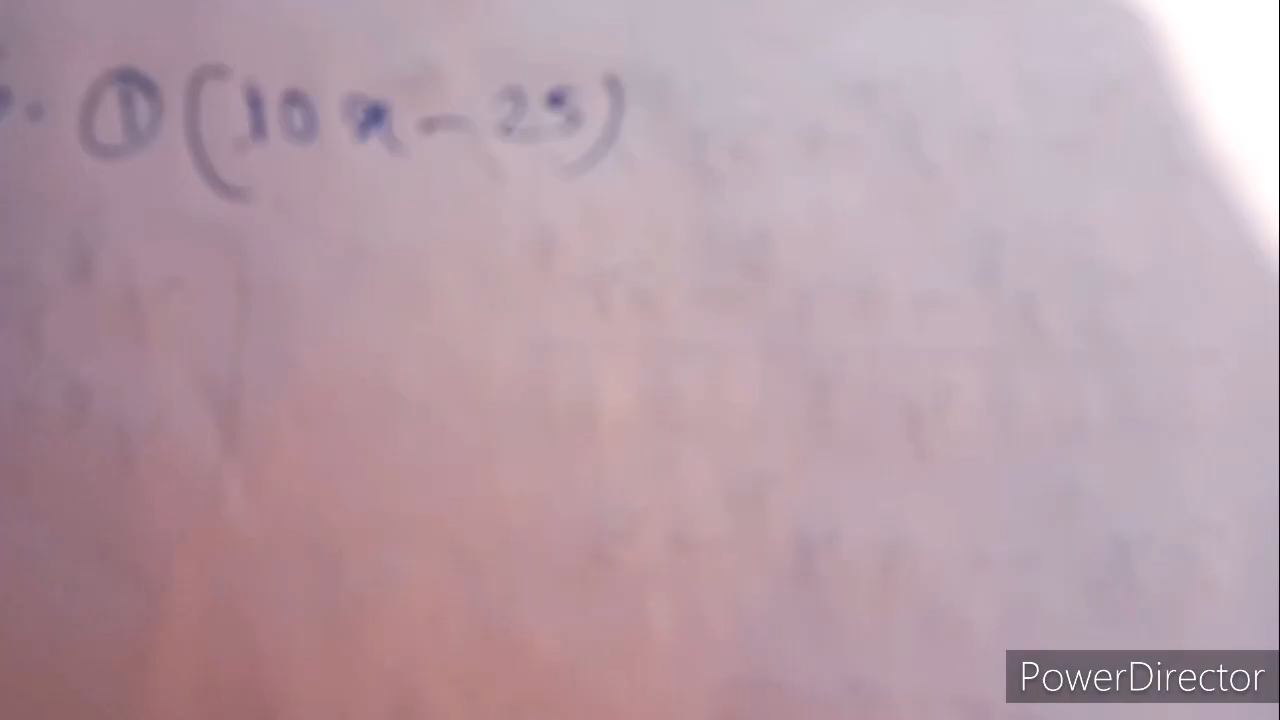 ① (10x - 25)
PowerDirector